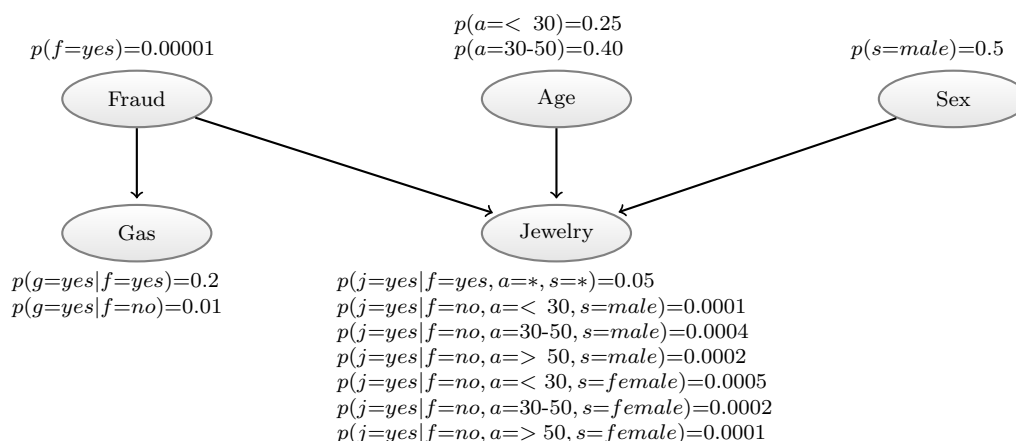 p(a=< 30)=0.25
p(f=yes)=0.00001 p(a=30-50)=0.40 p(s=male)=0.5
Fraud Age Sex
Gas Jewelry
p(g=yes|f=yes)=0.2
p(g=yes|f=no)=0.01
p(j=yes|f=yes, a=*, s=*)=0.05
p(j=yes|f=no, a=< 30, s=male)=0.0001
p(j=yes|f=no, a=30-50, s=male)=0.0004
p(j=yes|f=no, a=> 50, s=male)=0.0002
p(j=yes|f=no, a=< 30, s=female)=0.0005
p(j=yes|f=no, a=30-50, s=female)=0.0002
p(j=yes|f=no, a=> 50, s=female)=0.0001